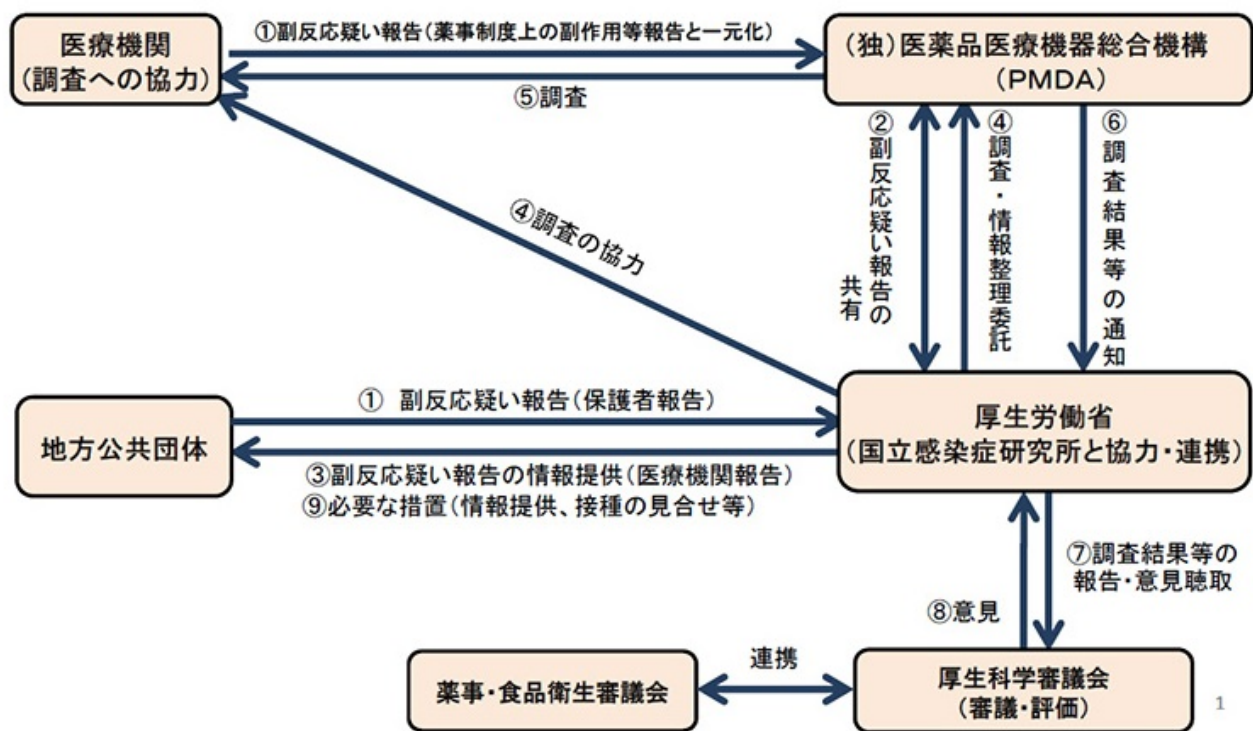 医療機関
(調査への協力)
①副反応疑い報告(薬事制度上の副作用等報告と一元化)
⑤調査
(独)医薬品医療機器総合機構
(PMDA)
②副反応疑い報告の
共有
④調査・情報整理委託
⑥調査結果等の通知
④調査の協力
地方公共団体
① 副反応疑い報告(保護者報告)
③副反応疑い報告の情報提供(医療機関報告)
⑨必要な措置(情報提供、接種の見合せ等)
厚生労働省
(国立感染症研究所と協力・連携)
⑦調査結果等の
報告・意見聴取
⑧意見
薬事・食品衛生審議会
連携
厚生科学審議会
(審議・評価)
1